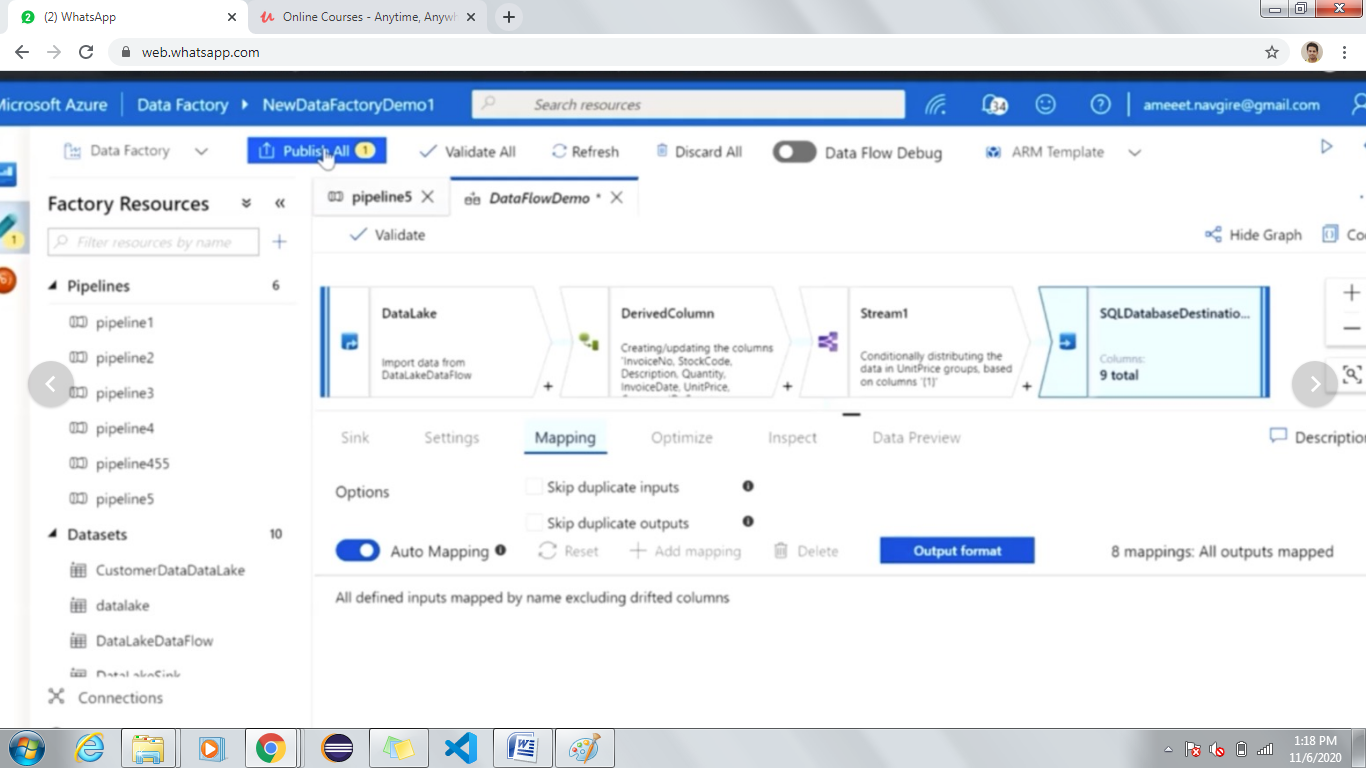 (2) WhatsApp
Online Courses - Anytime, Anywh
web.whatsapp.com
Microsoft Azure
Data Factory
NewDataFactoryDemo1
Search resources
34
ameeet.navgire@gmail.com
Data Factory
Publish All 1
Validate All
Refresh
Discard All
Data Flow Debug
ARM Template
Factory Resources
pipeline5
DataFlowDemo *
1
Filter resources by name
Validate
Hide Graph
Pipelines 6
pipeline1
pipeline2
pipeline3
pipeline4
pipeline455
pipeline5
Datasets 10
CustomerDataDataLake
datalake
DataLakeDataFlow
DataLakeSink
Connections
DataLake
Import data from
DataLakeDataFlow
DerivedColumn
Creating/updating the columns
'InvoiceNo, StockCode,
Description, Quantity,
InvoiceDate, UnitPrice,
Stream1
Conditionally distributing the
data in UnitPrice groups, based
on columns '{1}'
SQLDatabaseDestinatio...
Columns:
9 total
Sink
Settings
Mapping
Optimize
Inspect
Data Preview
Description
Options
Skip duplicate inputs
Skip duplicate outputs
Auto Mapping
Reset
Add mapping
Delete
Output format
8 mappings: All outputs mapped
All defined inputs mapped by name excluding drifted columns
1:18 PM
11/6/2020